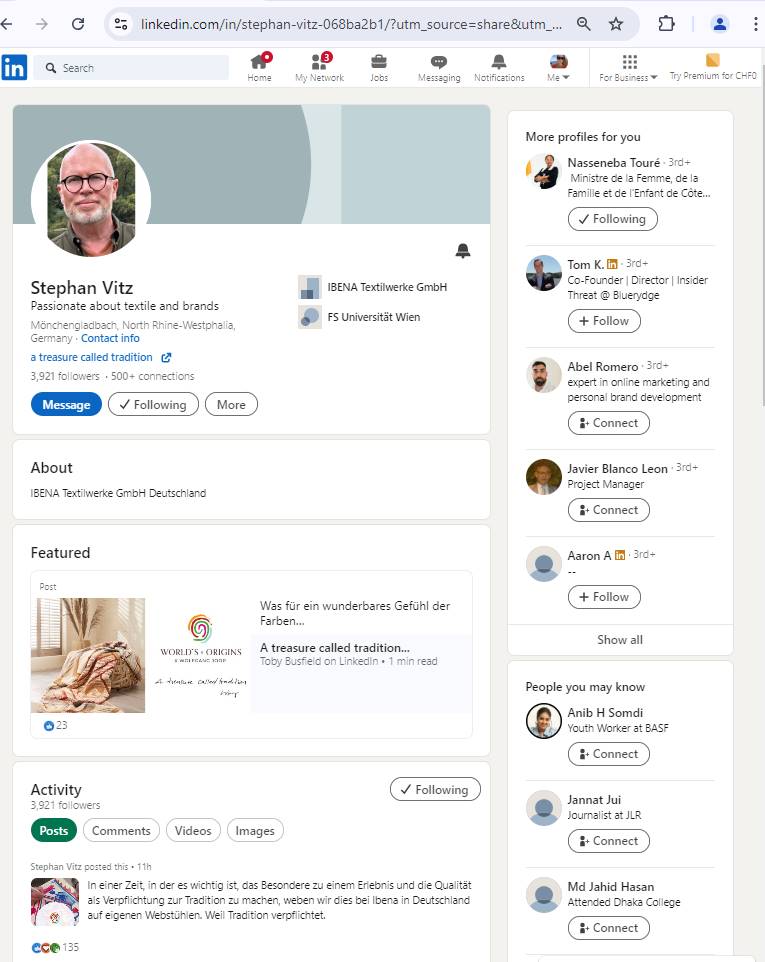 linkedin.com/in/stephan-vitz-068ba2b1/?utm_source=share&utm_...
in
Search
Home
3
My Network
Jobs
Messaging
Notifications
Me
For Business
Try Premium for CHF0
Stephan Vitz
Passionate about textile and brands
Mönchengladbach, North Rhine-Westphalia,
Germany · Contact info
a treasure called tradition
3,921 followers · 500+ connections
Message
Following
More
IBENA Textilwerke GmbH
FS Universität Wien
About
IBENA Textilwerke GmbH Deutschland
Featured
Post
WORLD'S + ORIGINS
X WOLFGANG JOOP
A treasure called tradition
Was für ein wunderbares Gefühl der
Farben...
A treasure called tradition...
Toby Busfield on LinkedIn • 1 min read
23
Activity
3,921 followers
Following
Posts
Comments
Videos
Images
Stephan Vitz posted this • 11h
In einer Zeit, in der es wichtig ist, das Besondere zu einem Erlebnis und die Qualität
als Verpflichtung zur Tradition zu machen, weben wir dies bei Ibena in Deutschland
auf eigenen Webstühlen. Weil Tradition verpflichtet.
135
More profiles for you
Nasseneba Touré · 3rd+
Ministre de la Femme, de la
Famille et de l'Enfant de Côte...
Following
Tom K. in · 3rd+
Co-Founder | Director | Insider
Threat @ Bluerydge
+ Follow
Abel Romero · 3rd+
expert in online marketing and
personal brand development
Connect
Javier Blanco Leon · 3rd+
Project Manager
Connect
Aaron A in · 3rd+
--
+ Follow
Show all
People you may know
Anib H Somdi
Youth Worker at BASF
Connect
Jannat Jui
Journalist at JLR
Connect
Md Jahid Hasan
Attended Dhaka College
Connect